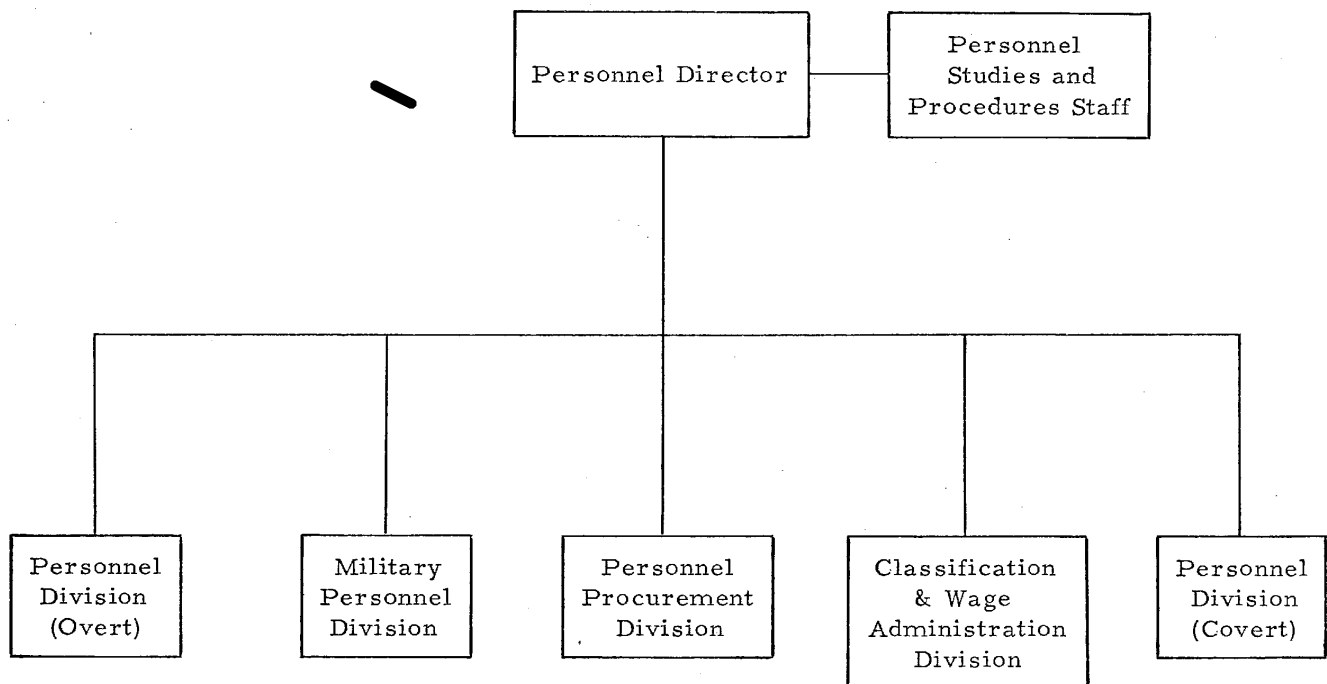 Personnel Director
Personnel
Studies and
Procedures Staff
Personnel
Division
(Overt)
Military
Personnel
Division
Personnel
Procurement
Division
Classification
& Wage
Administration
Division
Personnel
Division
(Covert)